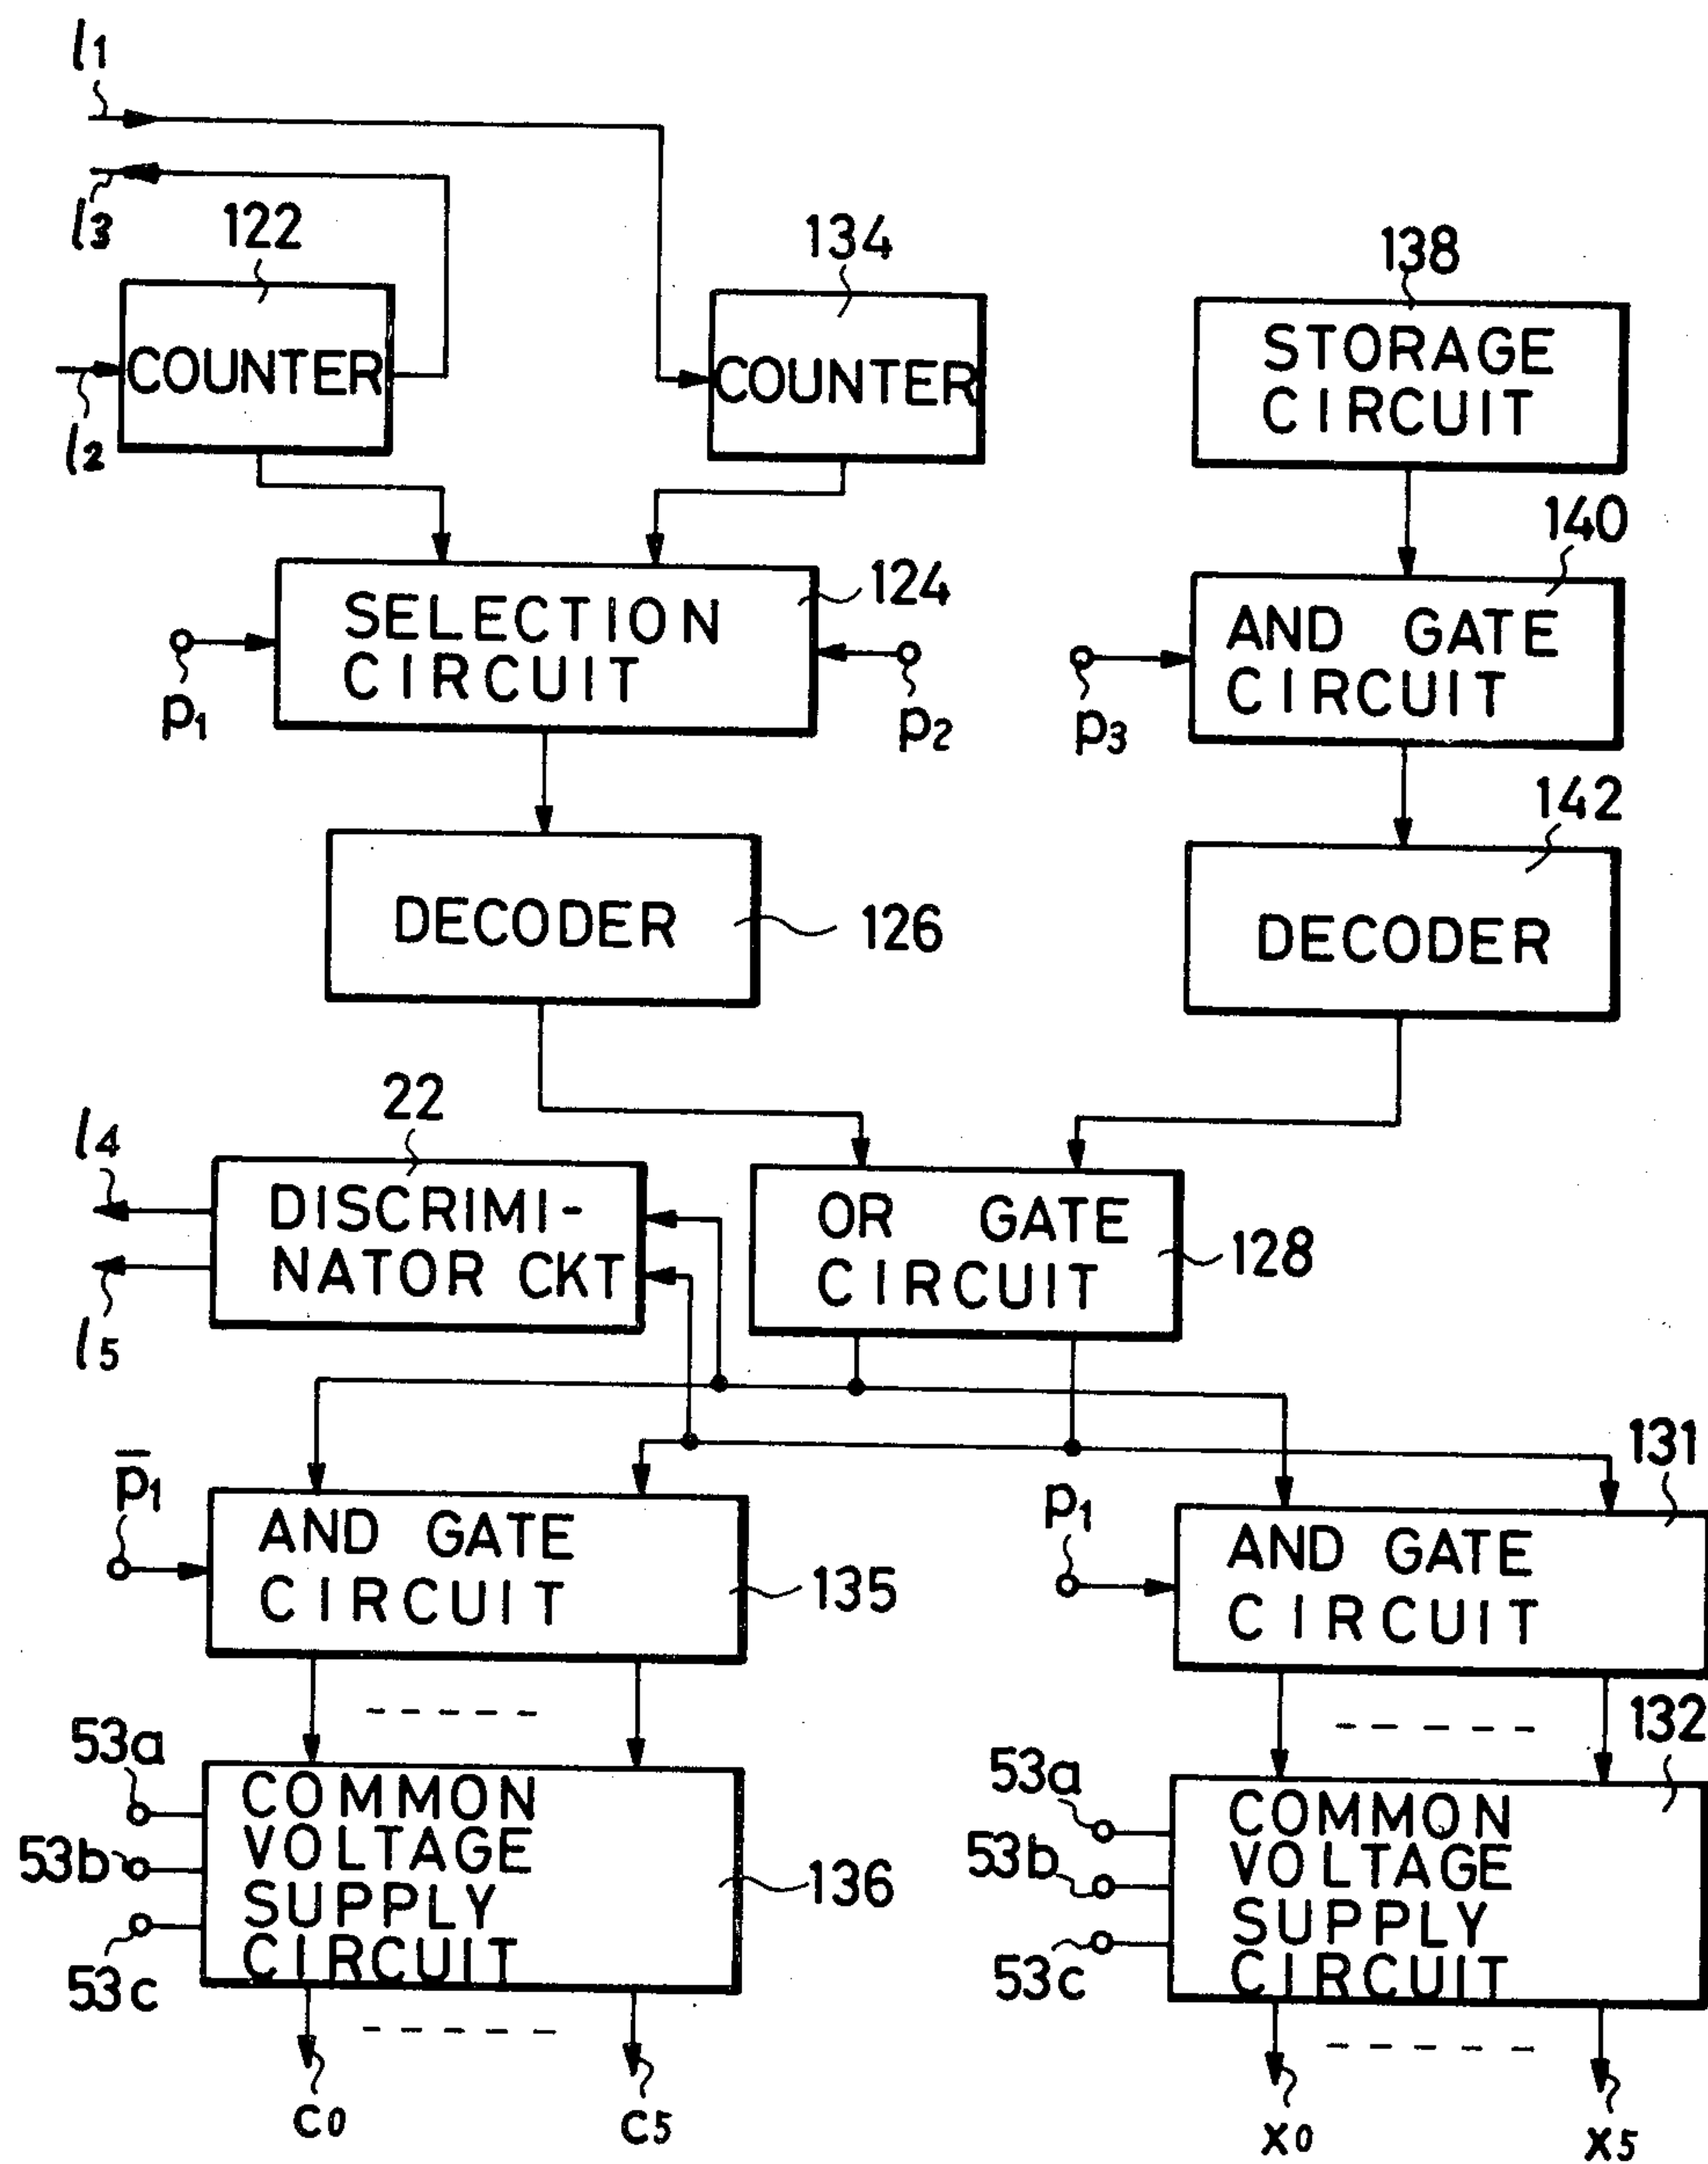 l1
l3
122
134
138
COUNTER
COUNTER
STORAGE
CIRCUIT
l2
140
124
SELECTION
CIRCUIT
AND GATE
CIRCUIT
p1
p2
p3
142
DECODER
126
DECODER
22
l4
DISCRIMI-
NATOR CKT
OR GATE
CIRCUIT
128
l5
131
p̅1
p1
AND GATE
CIRCUIT
135
AND GATE
CIRCUIT
132
53a
53b
53c
COMMON
VOLTAGE
SUPPLY
CIRCUIT
136
53a
53b
53c
COMMON
VOLTAGE
SUPPLY
CIRCUIT
c0
c5
x0
x5